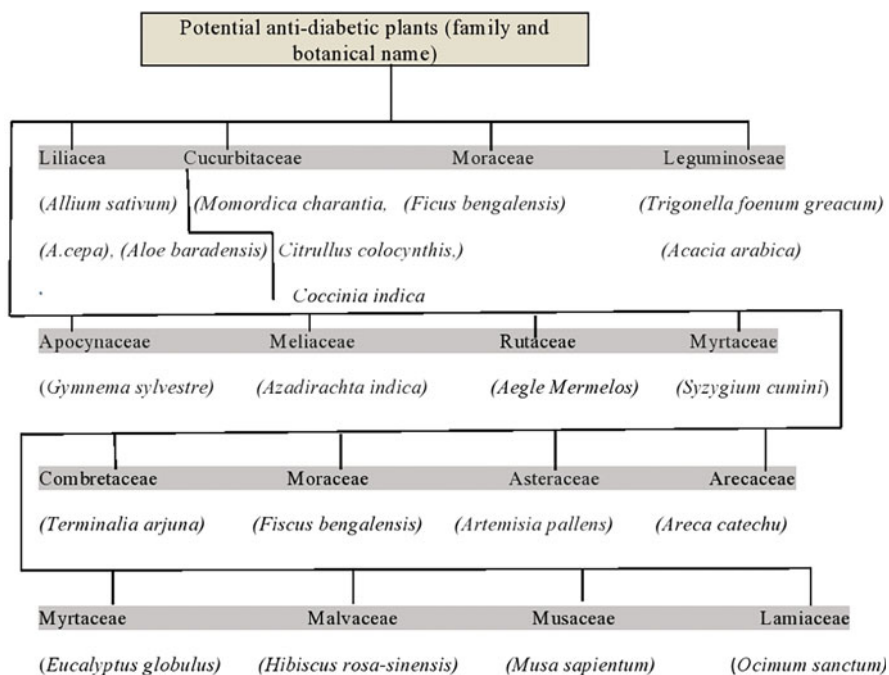 Potential anti-diabetic plants (family and
botanical name)
Liliacea Cucurbitaceae Moraceae Leguminoseae
(Allium sativum) (Momordica charantia, (Ficus bengalensis) (Trigonella foenum greacum)
(A.cepa), (Aloe baradensis) Citrullus colocynthis,) (Acacia arabica)
Coccinia indica
Apocynaceae Meliaceae Rutaceae Myrtaceae
(Gymnema sylvestre) (Azadirachta indica) (Aegle Mermelos) (Syzygium cumini)
Combretaceae Moraceae Asteraceae Arecaceae
(Terminalia arjuna) (Fiscus bengalensis) (Artemisia pallens) (Areca catechu)
Myrtaceae Malvaceae Musaceae Lamiaceae
(Eucalyptus globulus) (Hibiscus rosa-sinensis) (Musa sapientum) (Ocimum sanctum)